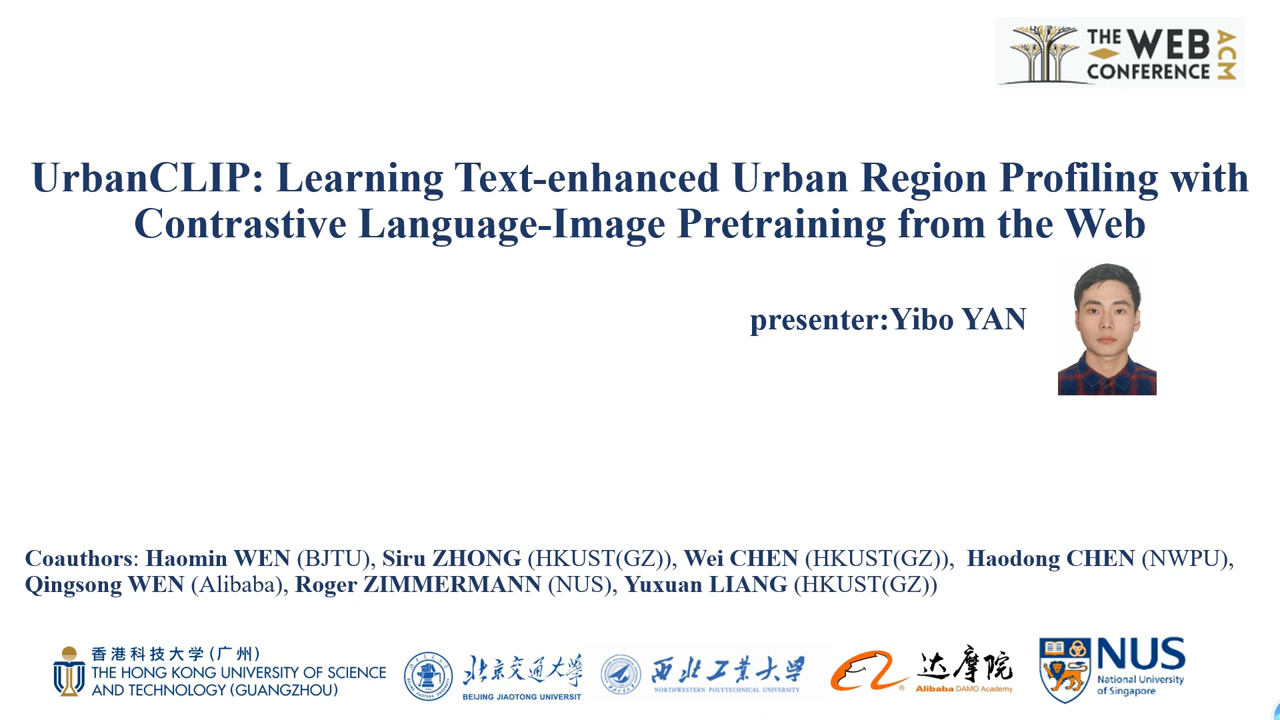 THE WEB CONFERENCE ACM
UrbanCLIP: Learning Text-enhanced Urban Region Profiling with
Contrastive Language-Image Pretraining from the Web
presenter:Yibo YAN
Coauthors: Haomin WEN (BJTU), Siru ZHONG (HKUST(GZ)), Wei CHEN (HKUST(GZ)), Haodong CHEN (NWPU),
Qingsong WEN (Alibaba), Roger ZIMMERMANN (NUS), Yuxuan LIANG (HKUST(GZ))
香港科技大学(广州)
THE HONG KONG UNIVERSITY OF SCIENCE
AND TECHNOLOGY (GUANGZHOU)
北京交通大学
BEIJING JIAOTONG UNIVERSIT
西北工业大学
NORTHWESTERN POLYTECHNICAL UNIVERSITY
达摩院
Alibaba DAMO Academy
NUS
National University
of Singapore